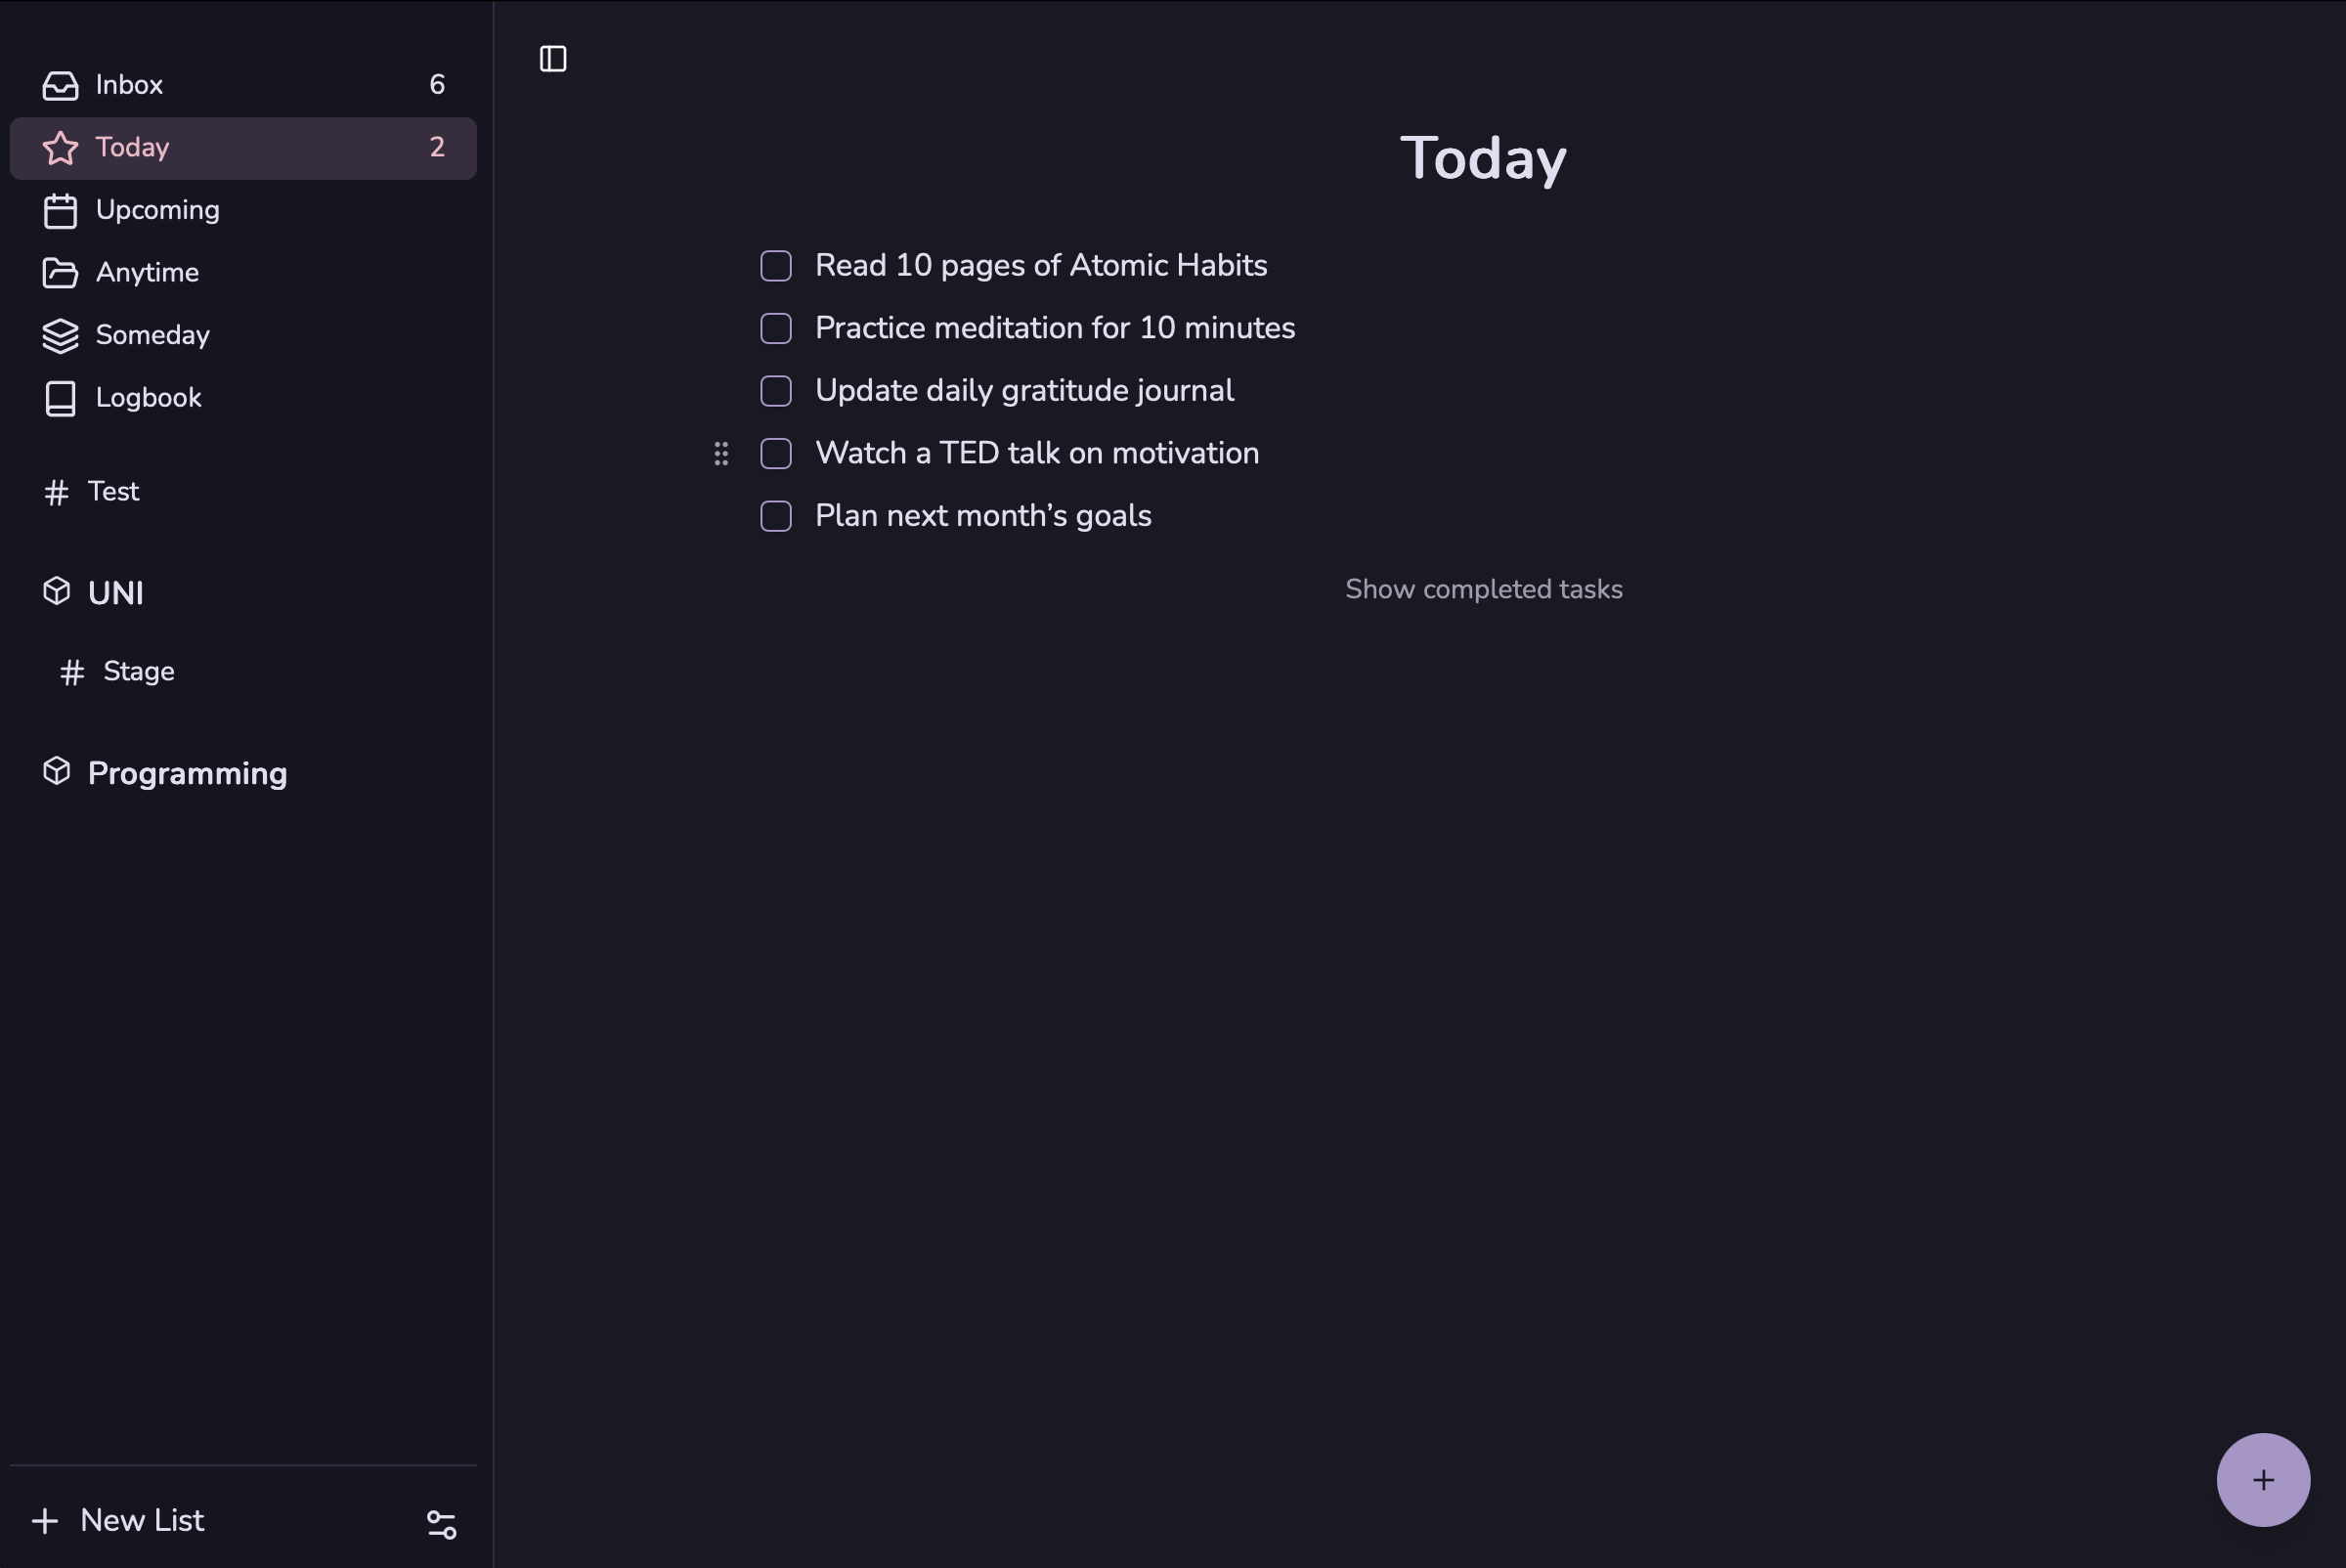 Inbox 6
Today 2
Upcoming
Anytime
Someday
Logbook
# Test
UNI
# Stage
Programming
+ New List
Today
Read 10 pages of Atomic Habits
Practice meditation for 10 minutes
Update daily gratitude journal
Watch a TED talk on motivation
Plan next month’s goals
Show completed tasks
+